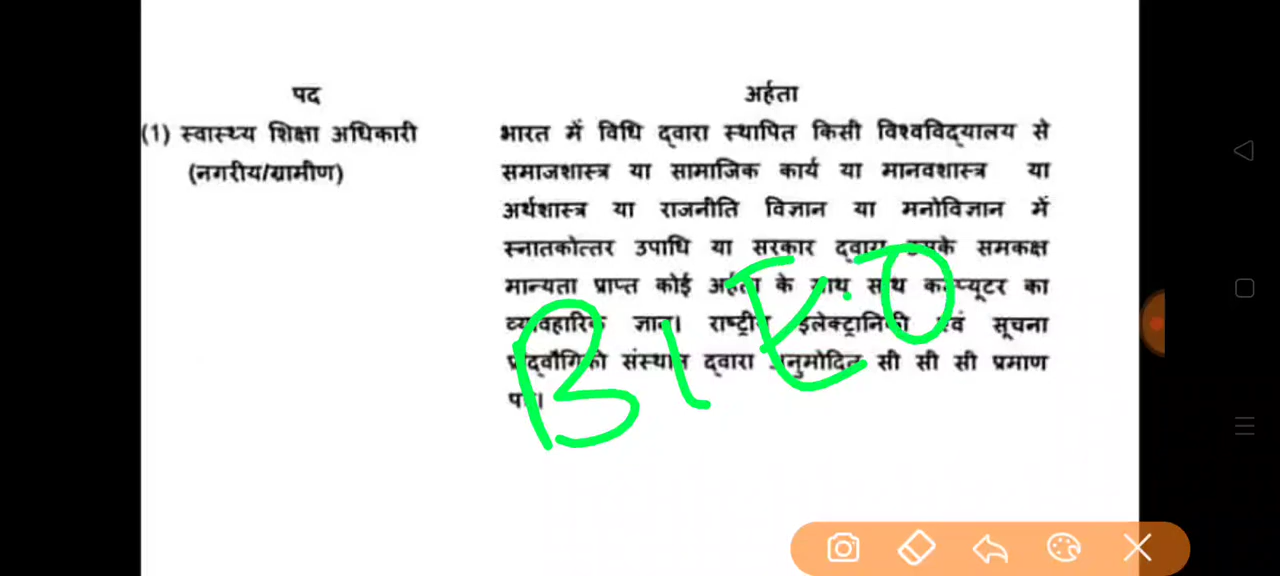 पद
अर्हता
(1) स्वास्थ्य शिक्षा अधिकारी
(नगरीय/ग्रामीण)
भारत में विधि द्वारा स्थापित किसी विश्वविद्यालय से
समाजशास्त्र या सामाजिक कार्य या मानवशास्त्र या
अर्थशास्त्र या राजनीति विज्ञान या मनोविज्ञान में
स्नातकोत्तर उपाधि या सरकार द्वारा उसके समकक्ष
मान्यता प्राप्त कोई अर्हता के साथ साथ कम्प्यूटर का
व्यावहारिक ज्ञान। राष्ट्रीय इलेक्ट्रानिकी एवं सूचना
प्रौद्यौगिकी संस्थान द्वारा अनुमोदित सी सी सी प्रमाण
पत्र।
B.E.O